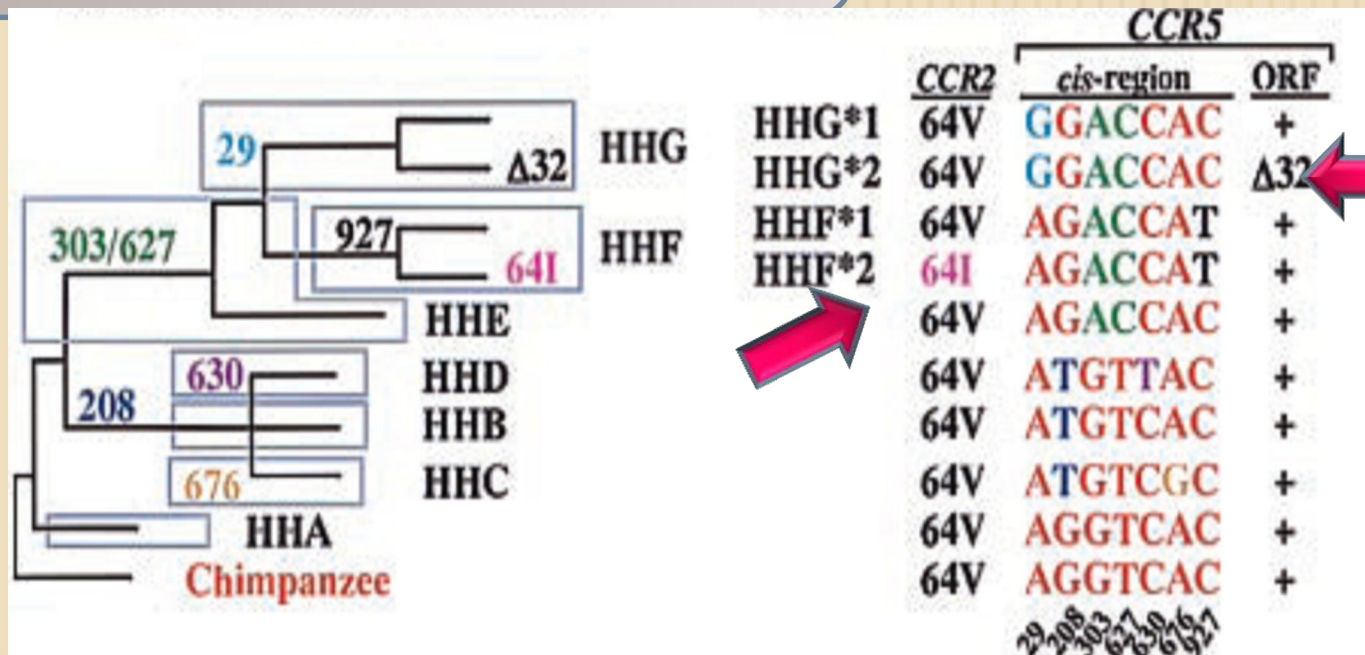 CCR5
CCR2 cis-region ORF
29 HHG HHG*1 64V GGACCAC +
Δ32 HHG*2 64V GGACCAC Δ32
303/627 927 HHF HHF*1 64V AGACCAT +
64I HHF*2 64I AGACCAT +
HHE 64V AGACCAC +
630 HHD 64V ATGTTAC +
208 HHB 64V ATGTCAC +
676 HHC 64V ATGTCGC +
HHA 64V AGGTCAC +
Chimpanzee 64V AGGTCAC +
29 208 303 627 630 676 927